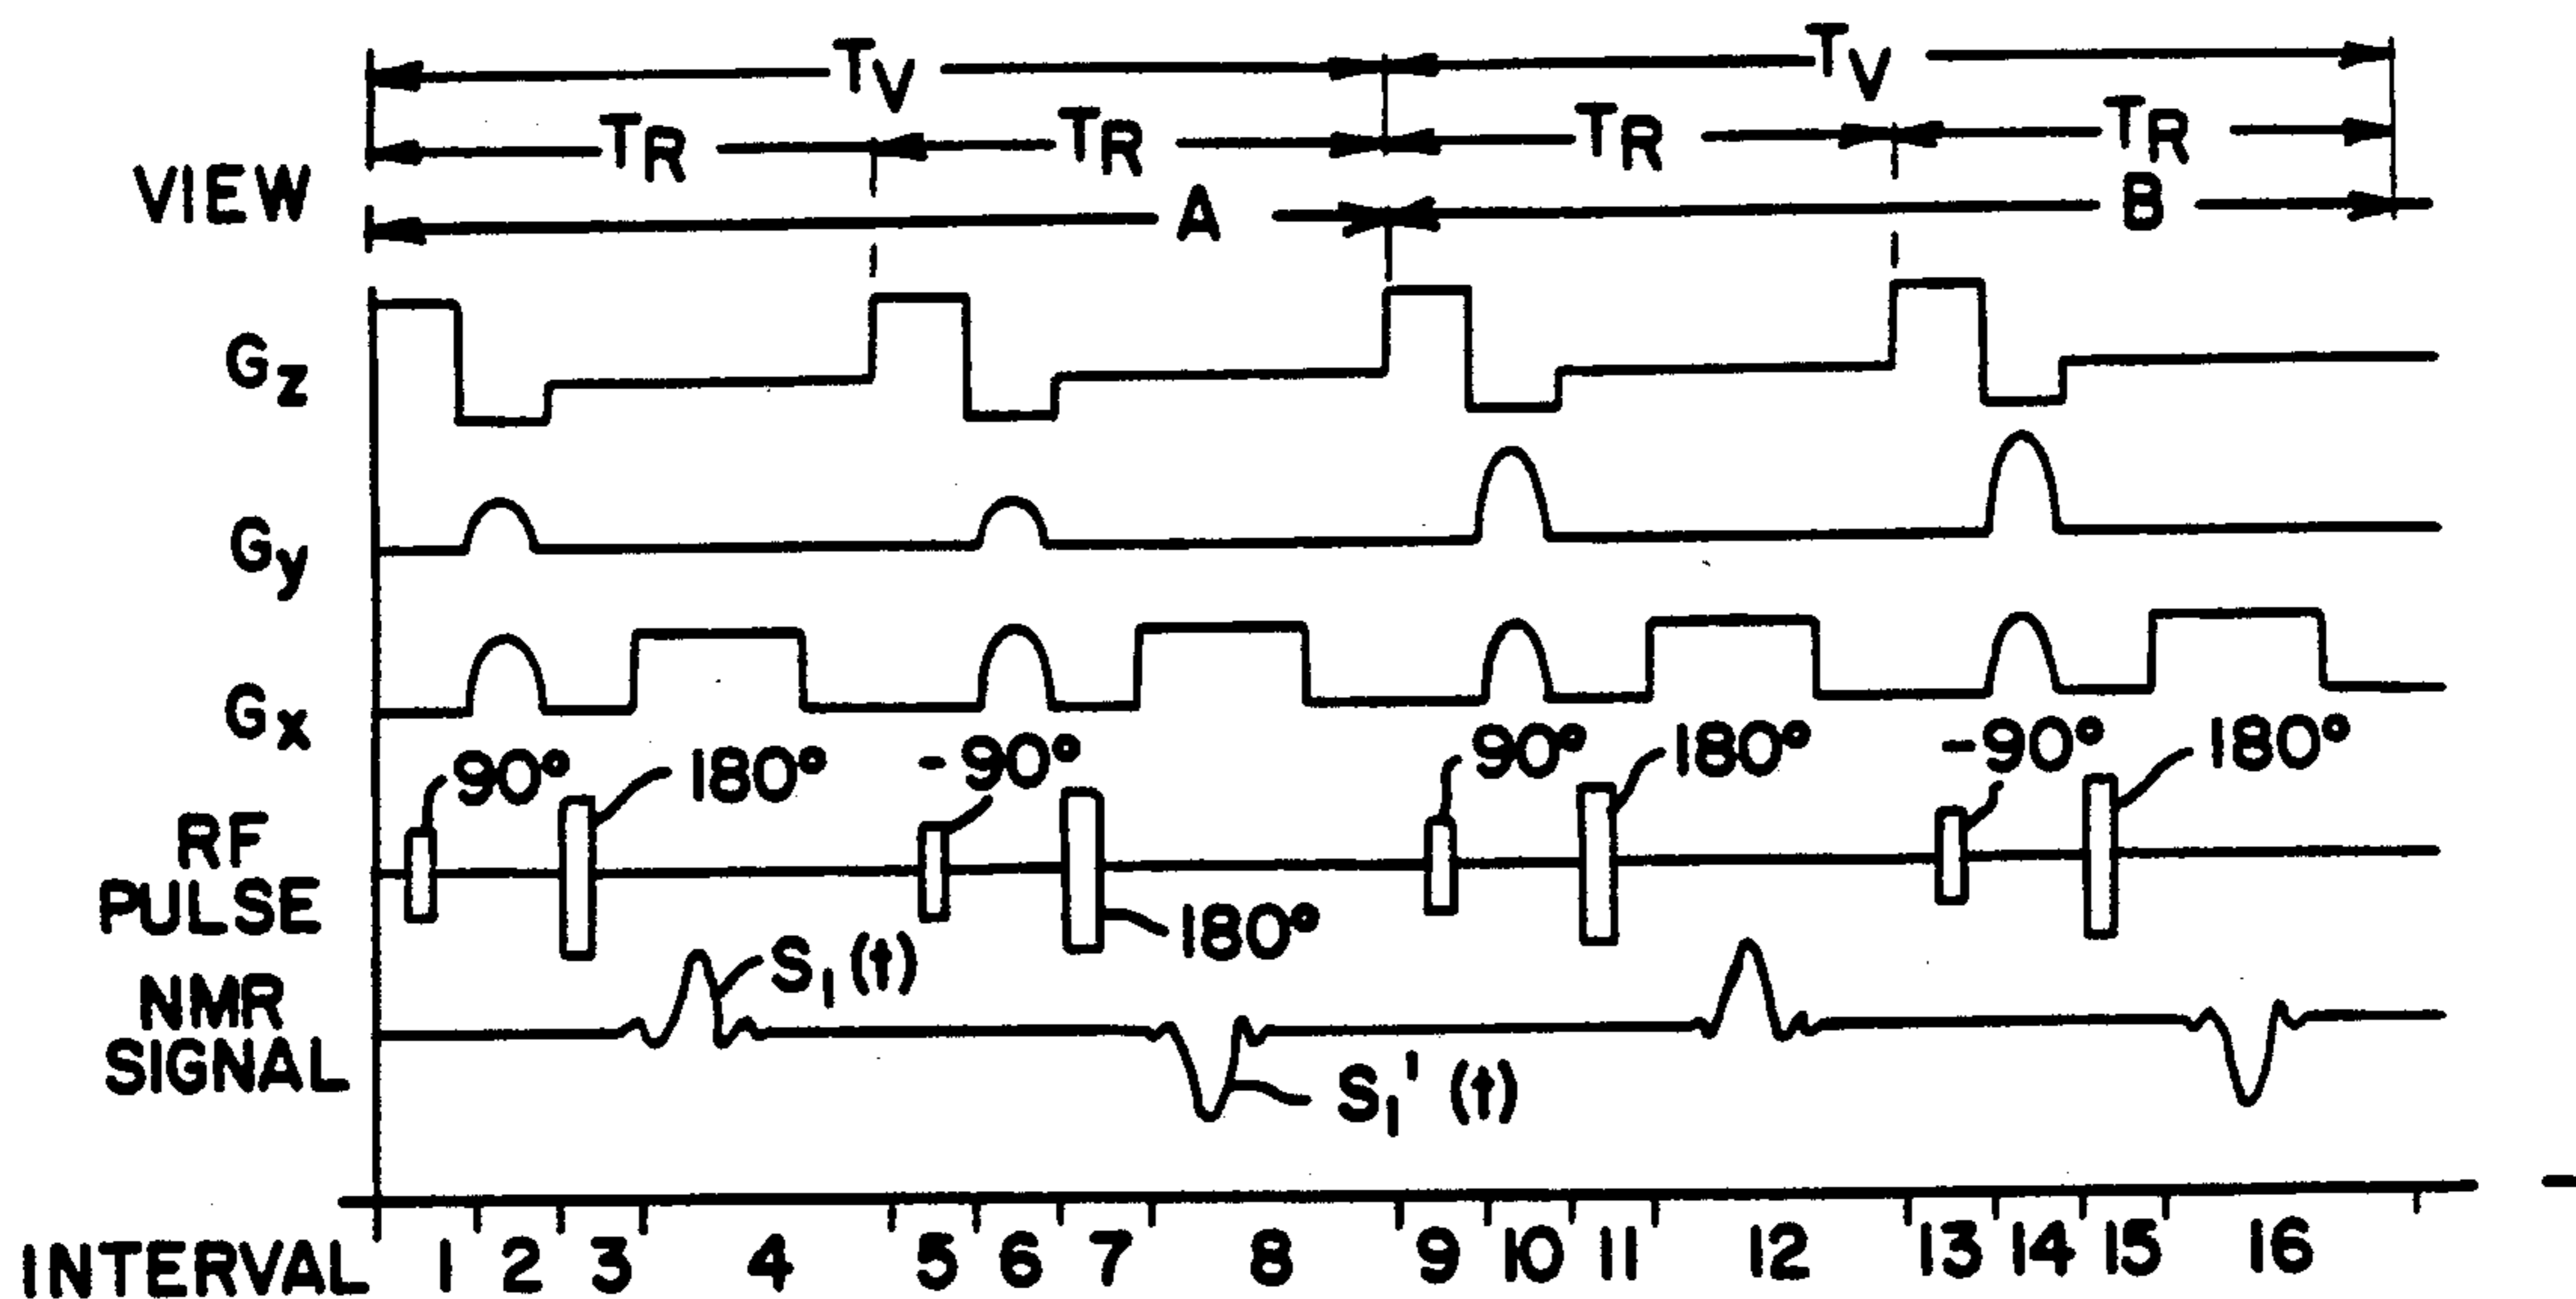 TV TV
TR TR TR TR
VIEW A B
Gz
Gy
Gx
90° 180° -90° 180° 90° 180° -90° 180°
RF
PULSE
NMR
SIGNAL
S1(t) S1'(t)
INTERVAL 1 2 3 4 5 6 7 8 9 10 11 12 13 14 15 16